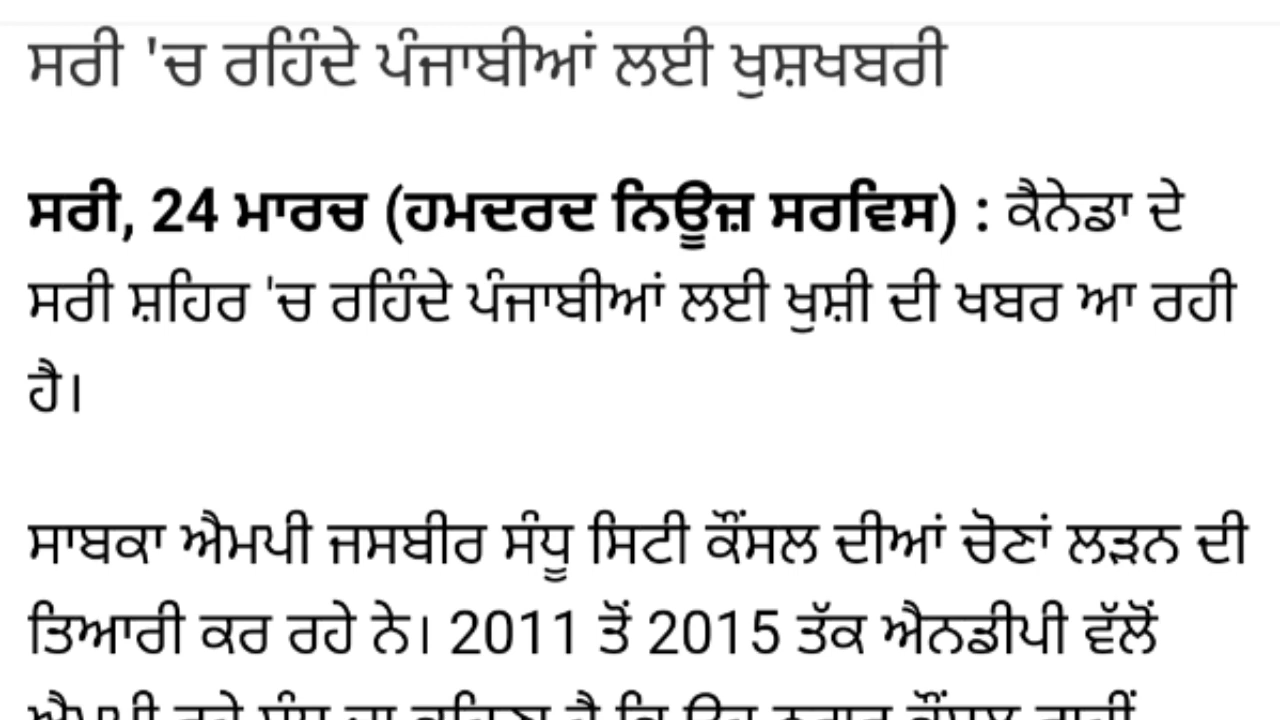 ਸਰੀ 'ਚ ਰਹਿੰਦੇ ਪੰਜਾਬੀਆਂ ਲਈ ਖੁਸ਼ਖਬਰੀ
ਸਰੀ, 24 ਮਾਰਚ (ਹਮਦਰਦ ਨਿਊਜ਼ ਸਰਵਿਸ) : ਕੈਨੇਡਾ ਦੇ
ਸਰੀ ਸ਼ਹਿਰ 'ਚ ਰਹਿੰਦੇ ਪੰਜਾਬੀਆਂ ਲਈ ਖੁਸ਼ੀ ਦੀ ਖਬਰ ਆ ਰਹੀ
ਹੈ।
ਸਾਬਕਾ ਐਮਪੀ ਜਸਬੀਰ ਸੰਧੂ ਸਿਟੀ ਕੌਂਸਲ ਦੀਆਂ ਚੋਣਾਂ ਲੜਨ ਦੀ
ਤਿਆਰੀ ਕਰ ਰਹੇ ਨੇ। 2011 ਤੋਂ 2015 ਤੱਕ ਐਨਡੀਪੀ ਵੱਲੋਂ